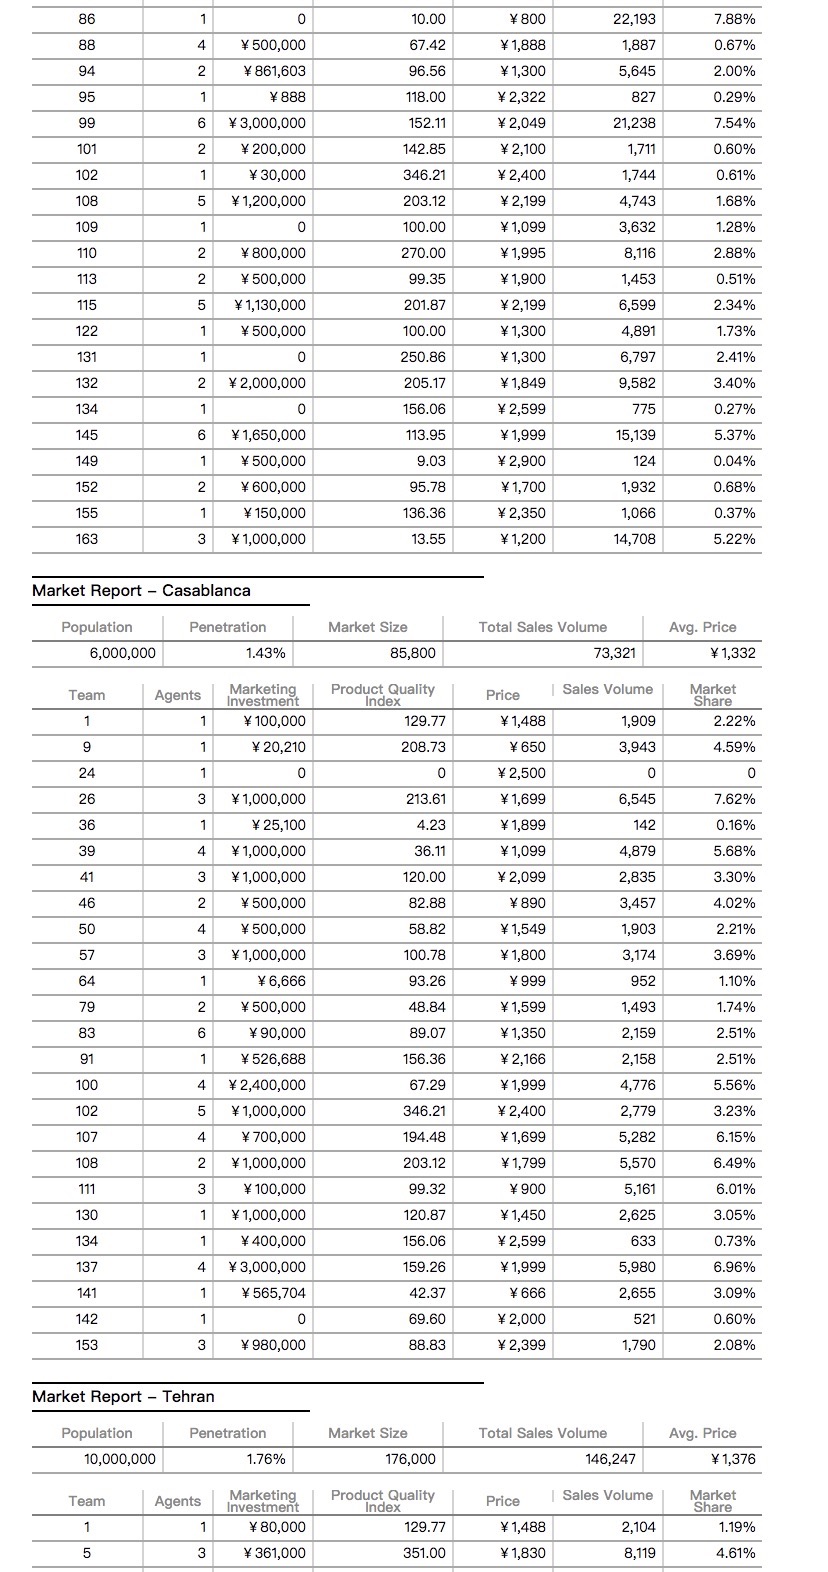 86 1 0 10.00 ¥800 22,193 7.88%
88 4 ¥500,000 67.42 ¥1,888 1,887 0.67%
94 2 ¥861,603 96.56 ¥1,300 5,645 2.00%
95 1 ¥888 118.00 ¥2,322 827 0.29%
99 6 ¥3,000,000 152.11 ¥2,049 21,238 7.54%
101 2 ¥200,000 142.85 ¥2,100 1,711 0.60%
102 1 ¥30,000 346.21 ¥2,400 1,744 0.61%
108 5 ¥1,200,000 203.12 ¥2,199 4,743 1.68%
109 1 0 100.00 ¥1,099 3,632 1.28%
110 2 ¥800,000 270.00 ¥1,995 8,116 2.88%
113 2 ¥500,000 99.35 ¥1,900 1,453 0.51%
115 5 ¥1,130,000 201.87 ¥2,199 6,599 2.34%
122 1 ¥500,000 100.00 ¥1,300 4,891 1.73%
131 1 0 250.86 ¥1,300 6,797 2.41%
132 2 ¥2,000,000 205.17 ¥1,849 9,582 3.40%
134 1 0 156.06 ¥2,599 775 0.27%
145 6 ¥1,650,000 113.95 ¥1,999 15,139 5.37%
149 1 ¥500,000 9.03 ¥2,900 124 0.04%
152 2 ¥600,000 95.78 ¥1,700 1,932 0.68%
155 1 ¥150,000 136.36 ¥2,350 1,066 0.37%
163 3 ¥1,000,000 13.55 ¥1,200 14,708 5.22%
Market Report – Casablanca
Population Penetration Market Size Total Sales Volume Avg. Price
6,000,000 1.43% 85,800 73,321 ¥1,332
Team Agents Marketing Investment Product Quality Index Price Sales Volume Market Share
1 1 ¥100,000 129.77 ¥1,488 1,909 2.22%
9 1 ¥20,210 208.73 ¥650 3,943 4.59%
24 1 0 0 ¥2,500 0 0
26 3 ¥1,000,000 213.61 ¥1,699 6,545 7.62%
36 1 ¥25,100 4.23 ¥1,899 142 0.16%
39 4 ¥1,000,000 36.11 ¥1,099 4,879 5.68%
41 3 ¥1,000,000 120.00 ¥2,099 2,835 3.30%
46 2 ¥500,000 82.88 ¥890 3,457 4.02%
50 4 ¥500,000 58.82 ¥1,549 1,903 2.21%
57 3 ¥1,000,000 100.78 ¥1,800 3,174 3.69%
64 1 ¥6,666 93.26 ¥999 952 1.10%
79 2 ¥500,000 48.84 ¥1,599 1,493 1.74%
83 6 ¥90,000 89.07 ¥1,350 2,159 2.51%
91 1 ¥526,688 156.36 ¥2,166 2,158 2.51%
100 4 ¥2,400,000 67.29 ¥1,999 4,776 5.56%
102 5 ¥1,000,000 346.21 ¥2,400 2,779 3.23%
107 4 ¥700,000 194.48 ¥1,699 5,282 6.15%
108 2 ¥1,000,000 203.12 ¥1,799 5,570 6.49%
111 3 ¥100,000 99.32 ¥900 5,161 6.01%
130 1 ¥1,000,000 120.87 ¥1,450 2,625 3.05%
134 1 ¥400,000 156.06 ¥2,599 633 0.73%
137 4 ¥3,000,000 159.26 ¥1,999 5,980 6.96%
141 1 ¥565,704 42.37 ¥666 2,655 3.09%
142 1 0 69.60 ¥2,000 521 0.60%
153 3 ¥980,000 88.83 ¥2,399 1,790 2.08%
Market Report – Tehran
Population Penetration Market Size Total Sales Volume Avg. Price
10,000,000 1.76% 176,000 146,247 ¥1,376
Team Agents Marketing Investment Product Quality Index Price Sales Volume Market Share
1 1 ¥80,000 129.77 ¥1,488 2,104 1.19%
5 3 ¥361,000 351.00 ¥1,830 8,119 4.61%